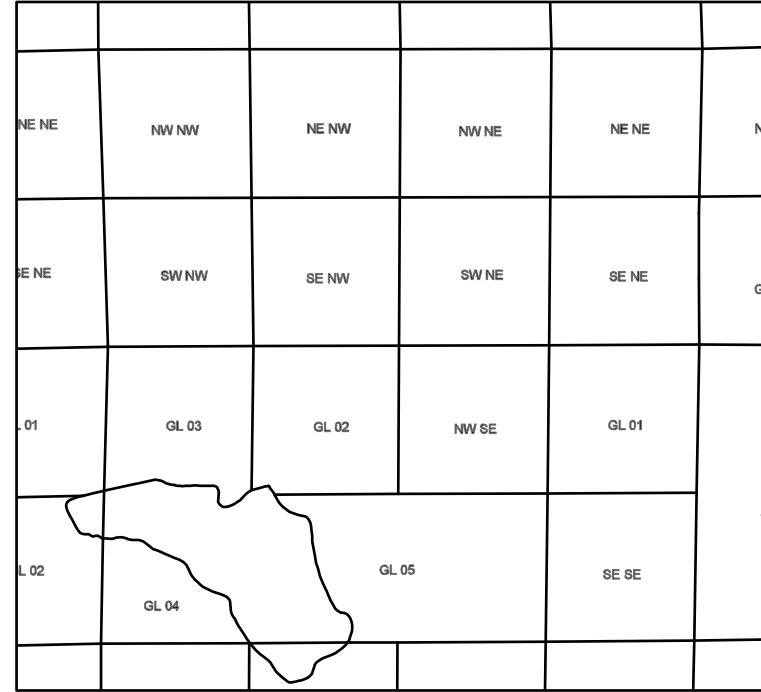 NE NE
NW NW
NE NW
NW NE
NE NE
N
SE NE
SW NW
SE NW
SW NE
SE NE
G
01
GL 03
GL 02
NW SE
GL 01
L 02
GL 04
GL 05
SE SE